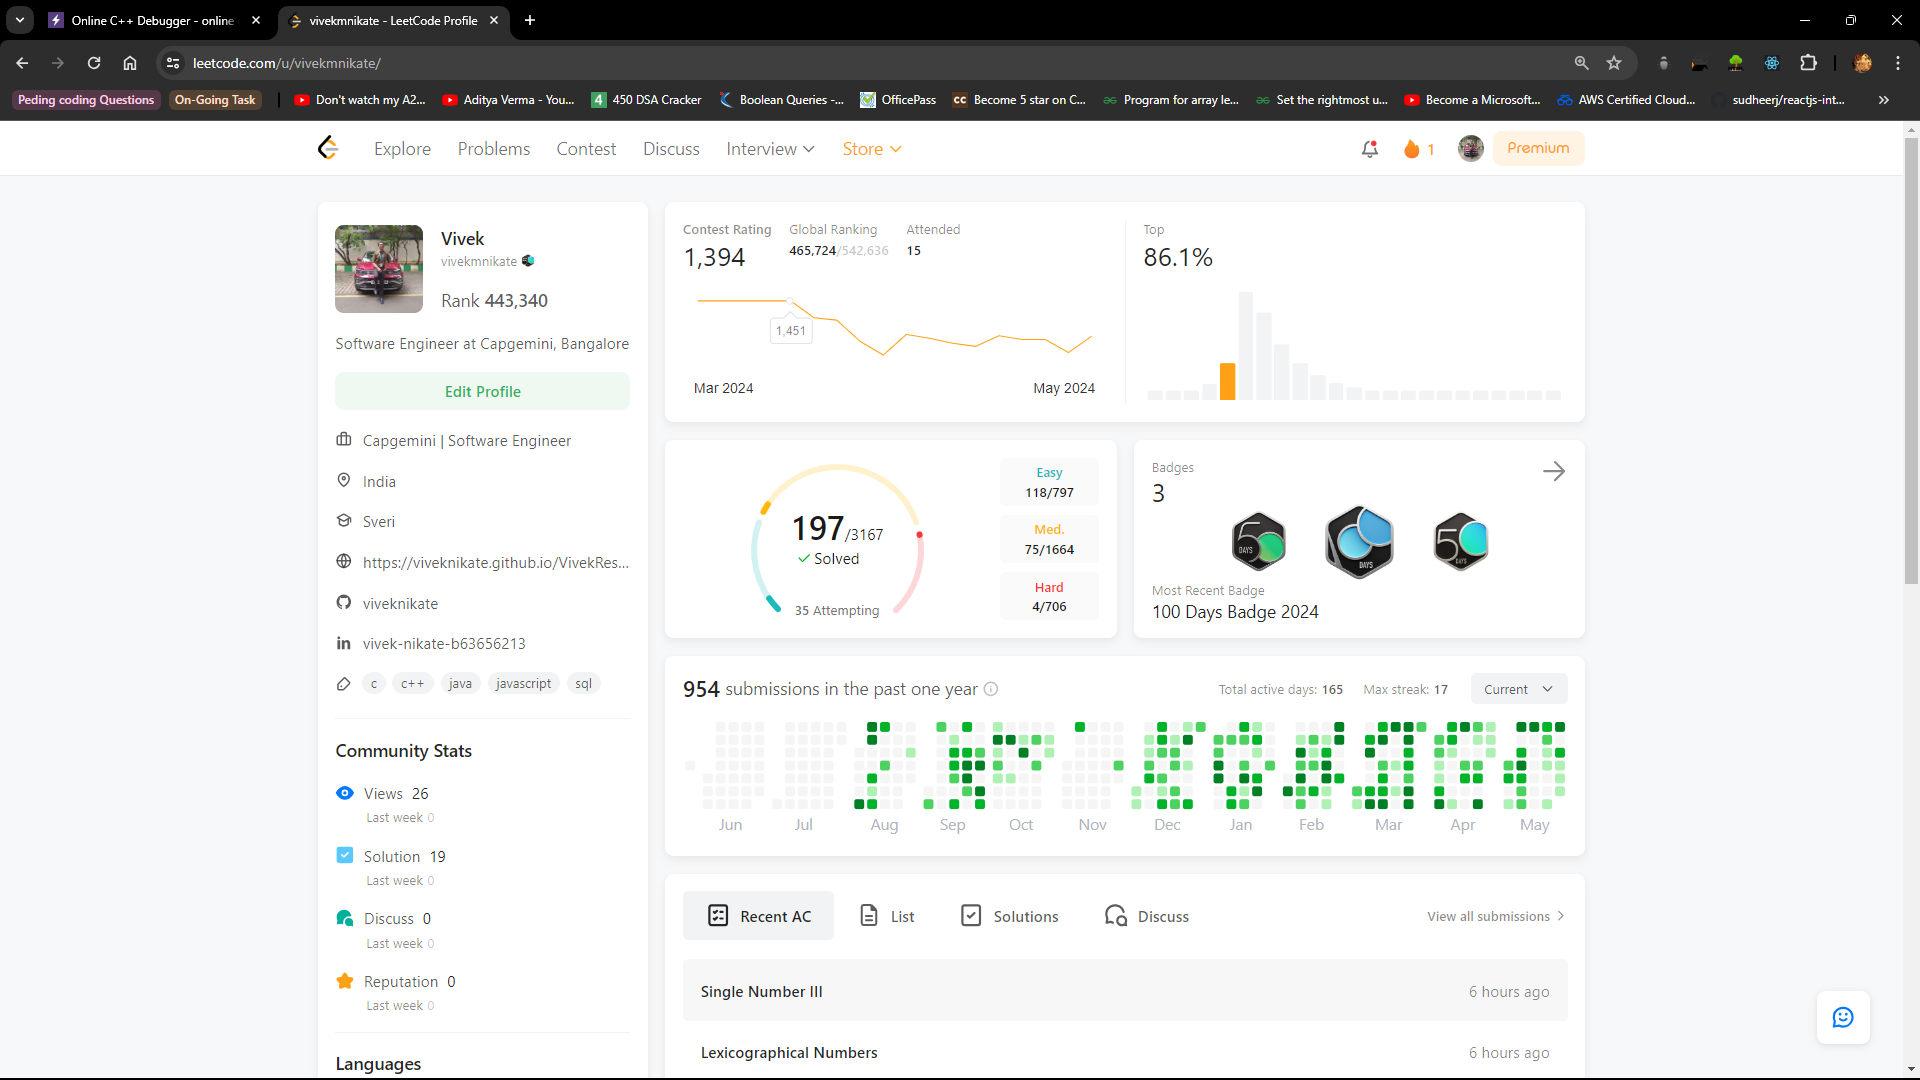 Online C++ Debugger - online
vivekmnikate - LeetCode Profile
leetcode.com/u/vivekmnikate/
Peding coding Questions
On-Going Task
Don't watch my A2...
Aditya Verma - You...
450 DSA Cracker
Boolean Queries -...
OfficePass
Become 5 star on C...
Program for array le...
Set the rightmost u...
Become a Microsoft...
AWS Certified Cloud...
sudheerj/reactjs-int...
Explore
Problems
Contest
Discuss
Interview
Store
1
Premium
Vivek
vivekmnikate
Rank 443,340
Software Engineer at Capgemini, Bangalore
Edit Profile
Capgemini | Software Engineer
India
Sveri
https://viveknikate.github.io/VivekRes...
viveknikate
vivek-nikate-b63656213
c c++ java javascript sql
Community Stats
Views 26
Last week 0
Solution 19
Last week 0
Discuss 0
Last week 0
Reputation 0
Last week 0
Languages
Contest Rating
1,394
Global Ranking
465,724/542,636
Attended
15
1,451
Mar 2024
May 2024
Top
86.1%
197/3167
Solved
35 Attempting
Easy
118/797
Med.
75/1664
Hard
4/706
Badges
3
5 DAYS
DAYS
50 DAYS
Most Recent Badge
100 Days Badge 2024
954 submissions in the past one year
Total active days: 165
Max streak: 17
Current
Jun Jul Aug Sep Oct Nov Dec Jan Feb Mar Apr May
Recent AC
List
Solutions
Discuss
View all submissions
Single Number III
6 hours ago
Lexicographical Numbers
6 hours ago